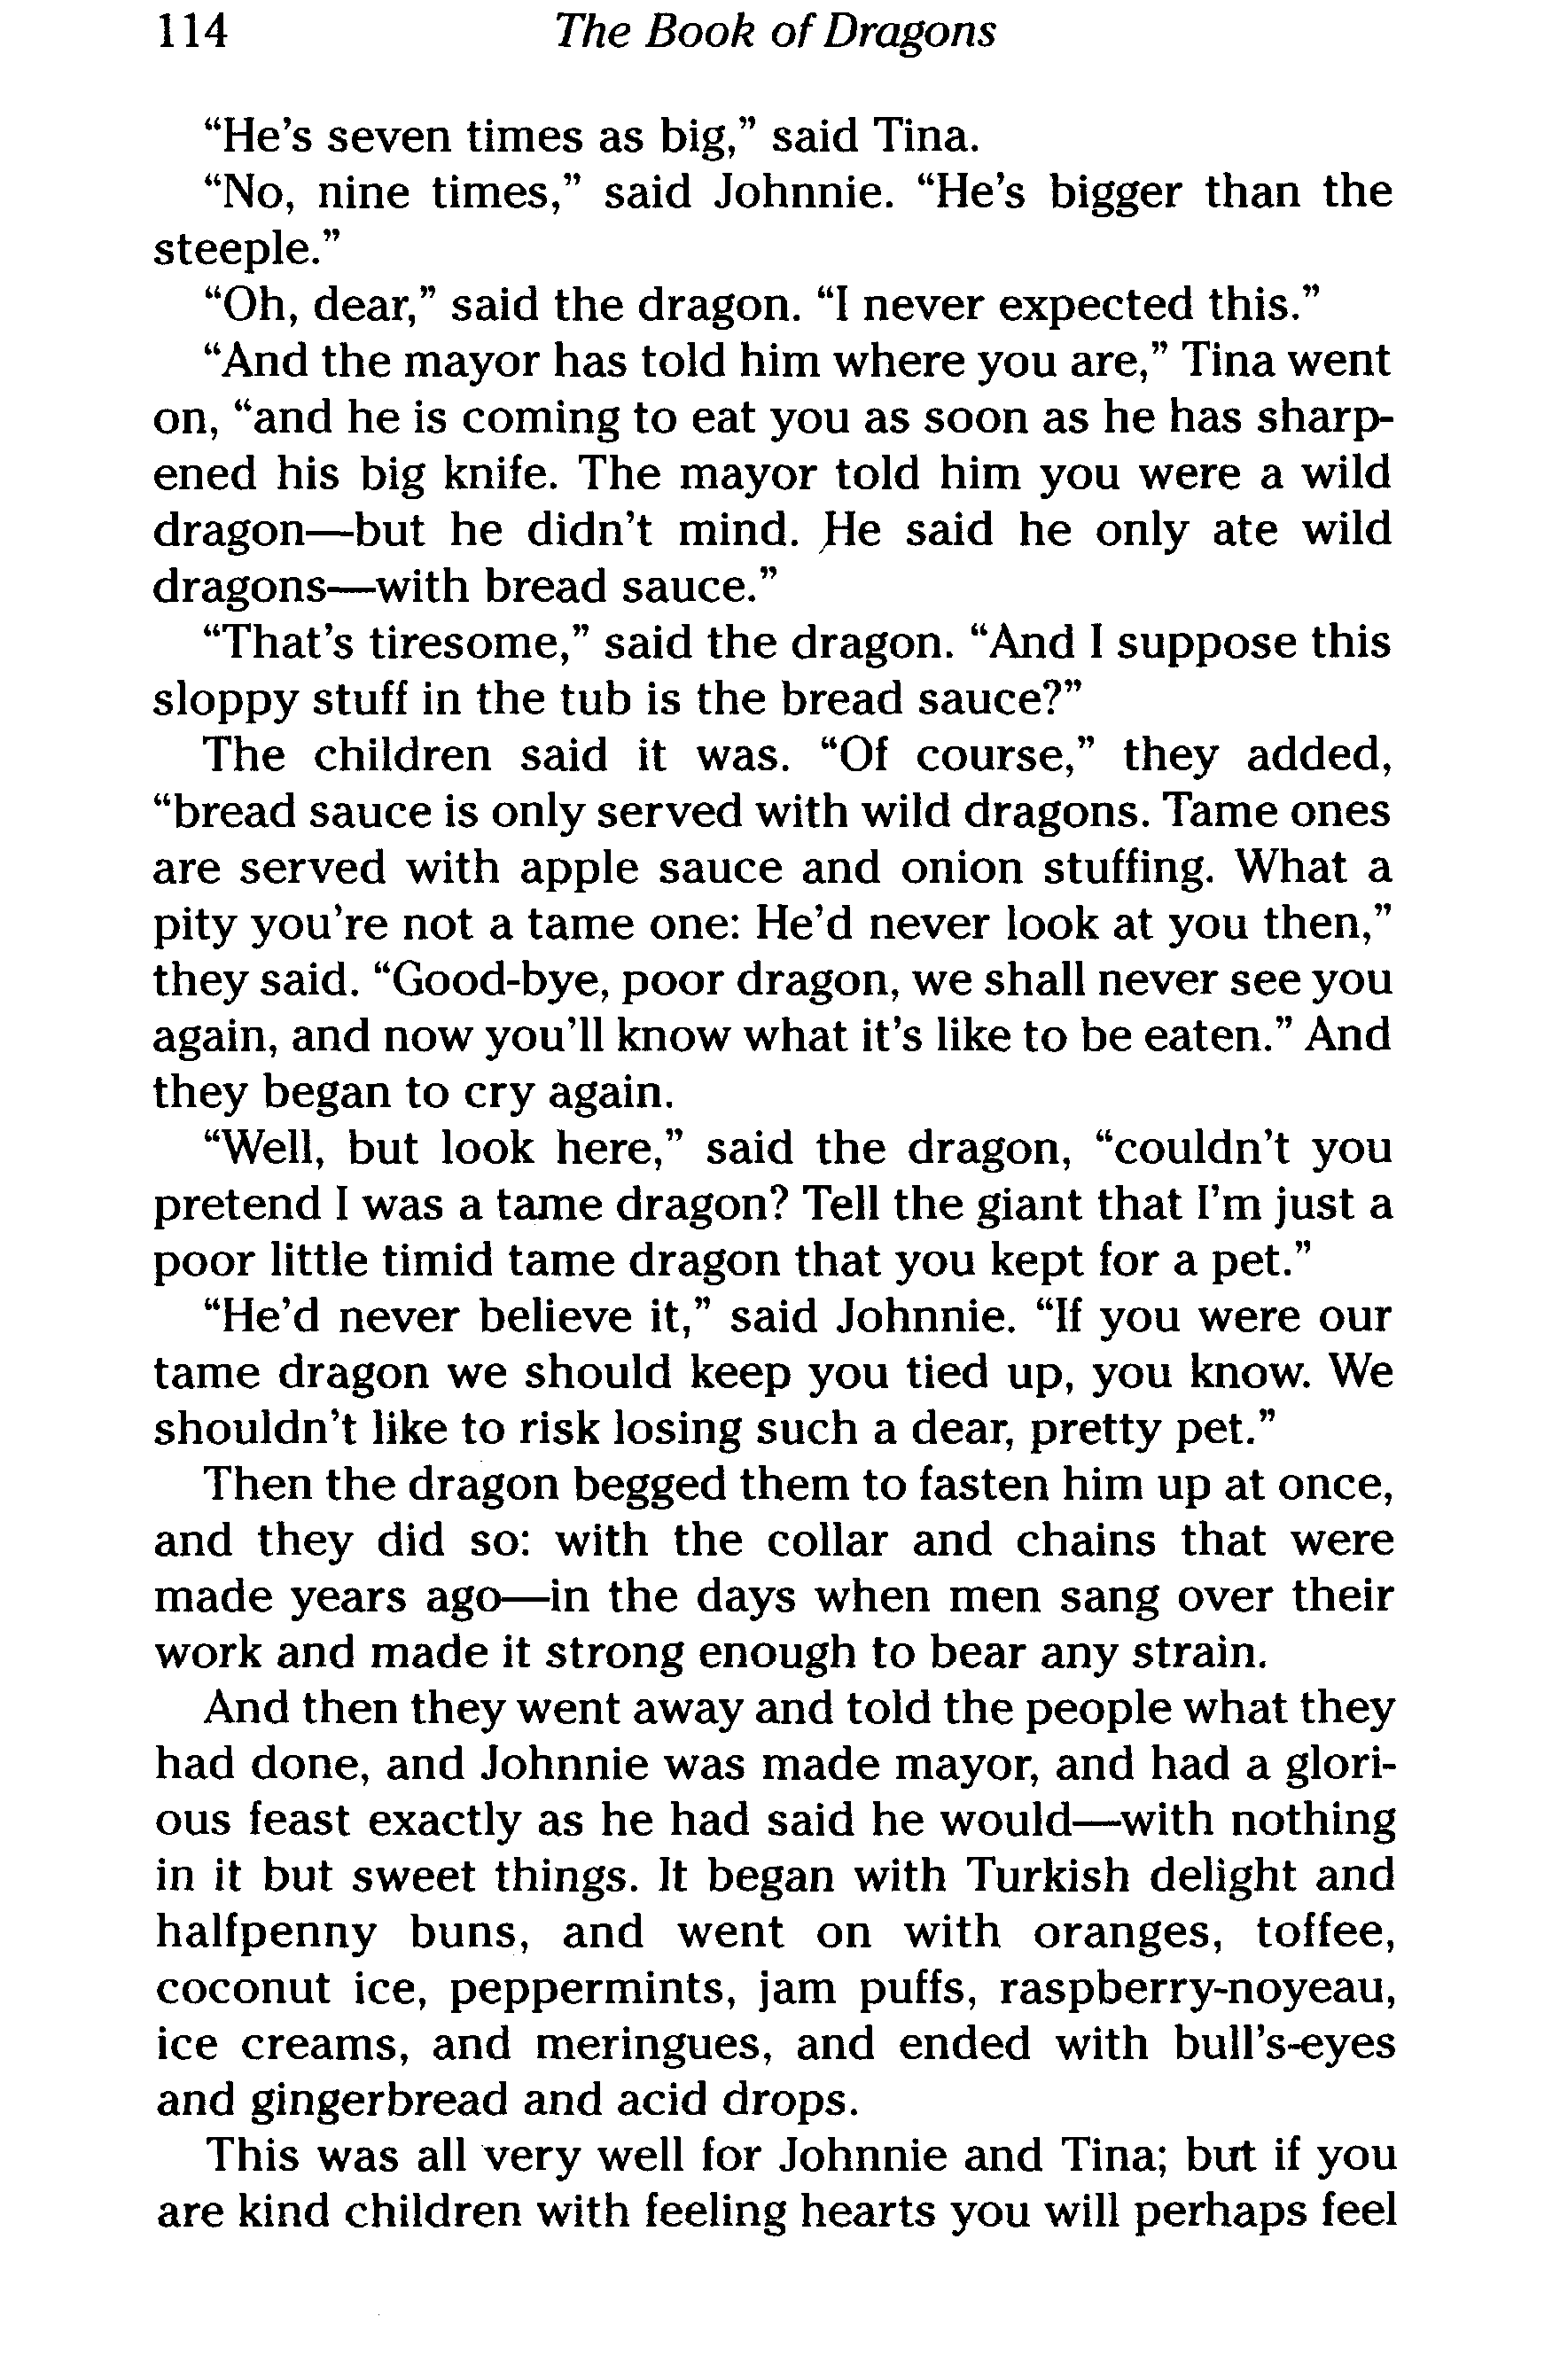 114 The Book of Dragons
“He’s seven times as big,” said Tina.
“No, nine times,” said Johnnie. “He’s bigger than the
steeple.”
“Oh, dear,” said the dragon. “I never expected this.”
“And the mayor has told him where you are,” Tina went
on, “and he is coming to eat you as soon as he has sharp-
ened his big knife. The mayor told him you were a wild
dragon—but he didn’t mind. He said he only ate wild
dragons—with bread sauce.”
“That’s tiresome,” said the dragon. “And I suppose this
sloppy stuff in the tub is the bread sauce?”
The children said it was. “Of course,” they added,
“bread sauce is only served with wild dragons. Tame ones
are served with apple sauce and onion stuffing. What a
pity you’re not a tame one: He’d never look at you then,”
they said. “Good-bye, poor dragon, we shall never see you
again, and now you’ll know what it’s like to be eaten.” And
they began to cry again.
“Well, but look here,” said the dragon, “couldn’t you
pretend I was a tame dragon? Tell the giant that I’m just a
poor little timid tame dragon that you kept for a pet.”
“He’d never believe it,” said Johnnie. “If you were our
tame dragon we should keep you tied up, you know. We
shouldn’t like to risk losing such a dear, pretty pet.”
Then the dragon begged them to fasten him up at once,
and they did so: with the collar and chains that were
made years ago—in the days when men sang over their
work and made it strong enough to bear any strain.
And then they went away and told the people what they
had done, and Johnnie was made mayor, and had a glori-
ous feast exactly as he had said he would—with nothing
in it but sweet things. It began with Turkish delight and
halfpenny buns, and went on with oranges, toffee,
coconut ice, peppermints, jam puffs, raspberry-noyeau,
ice creams, and meringues, and ended with bull’s-eyes
and gingerbread and acid drops.
This was all very well for Johnnie and Tina; but if you
are kind children with feeling hearts you will perhaps feel